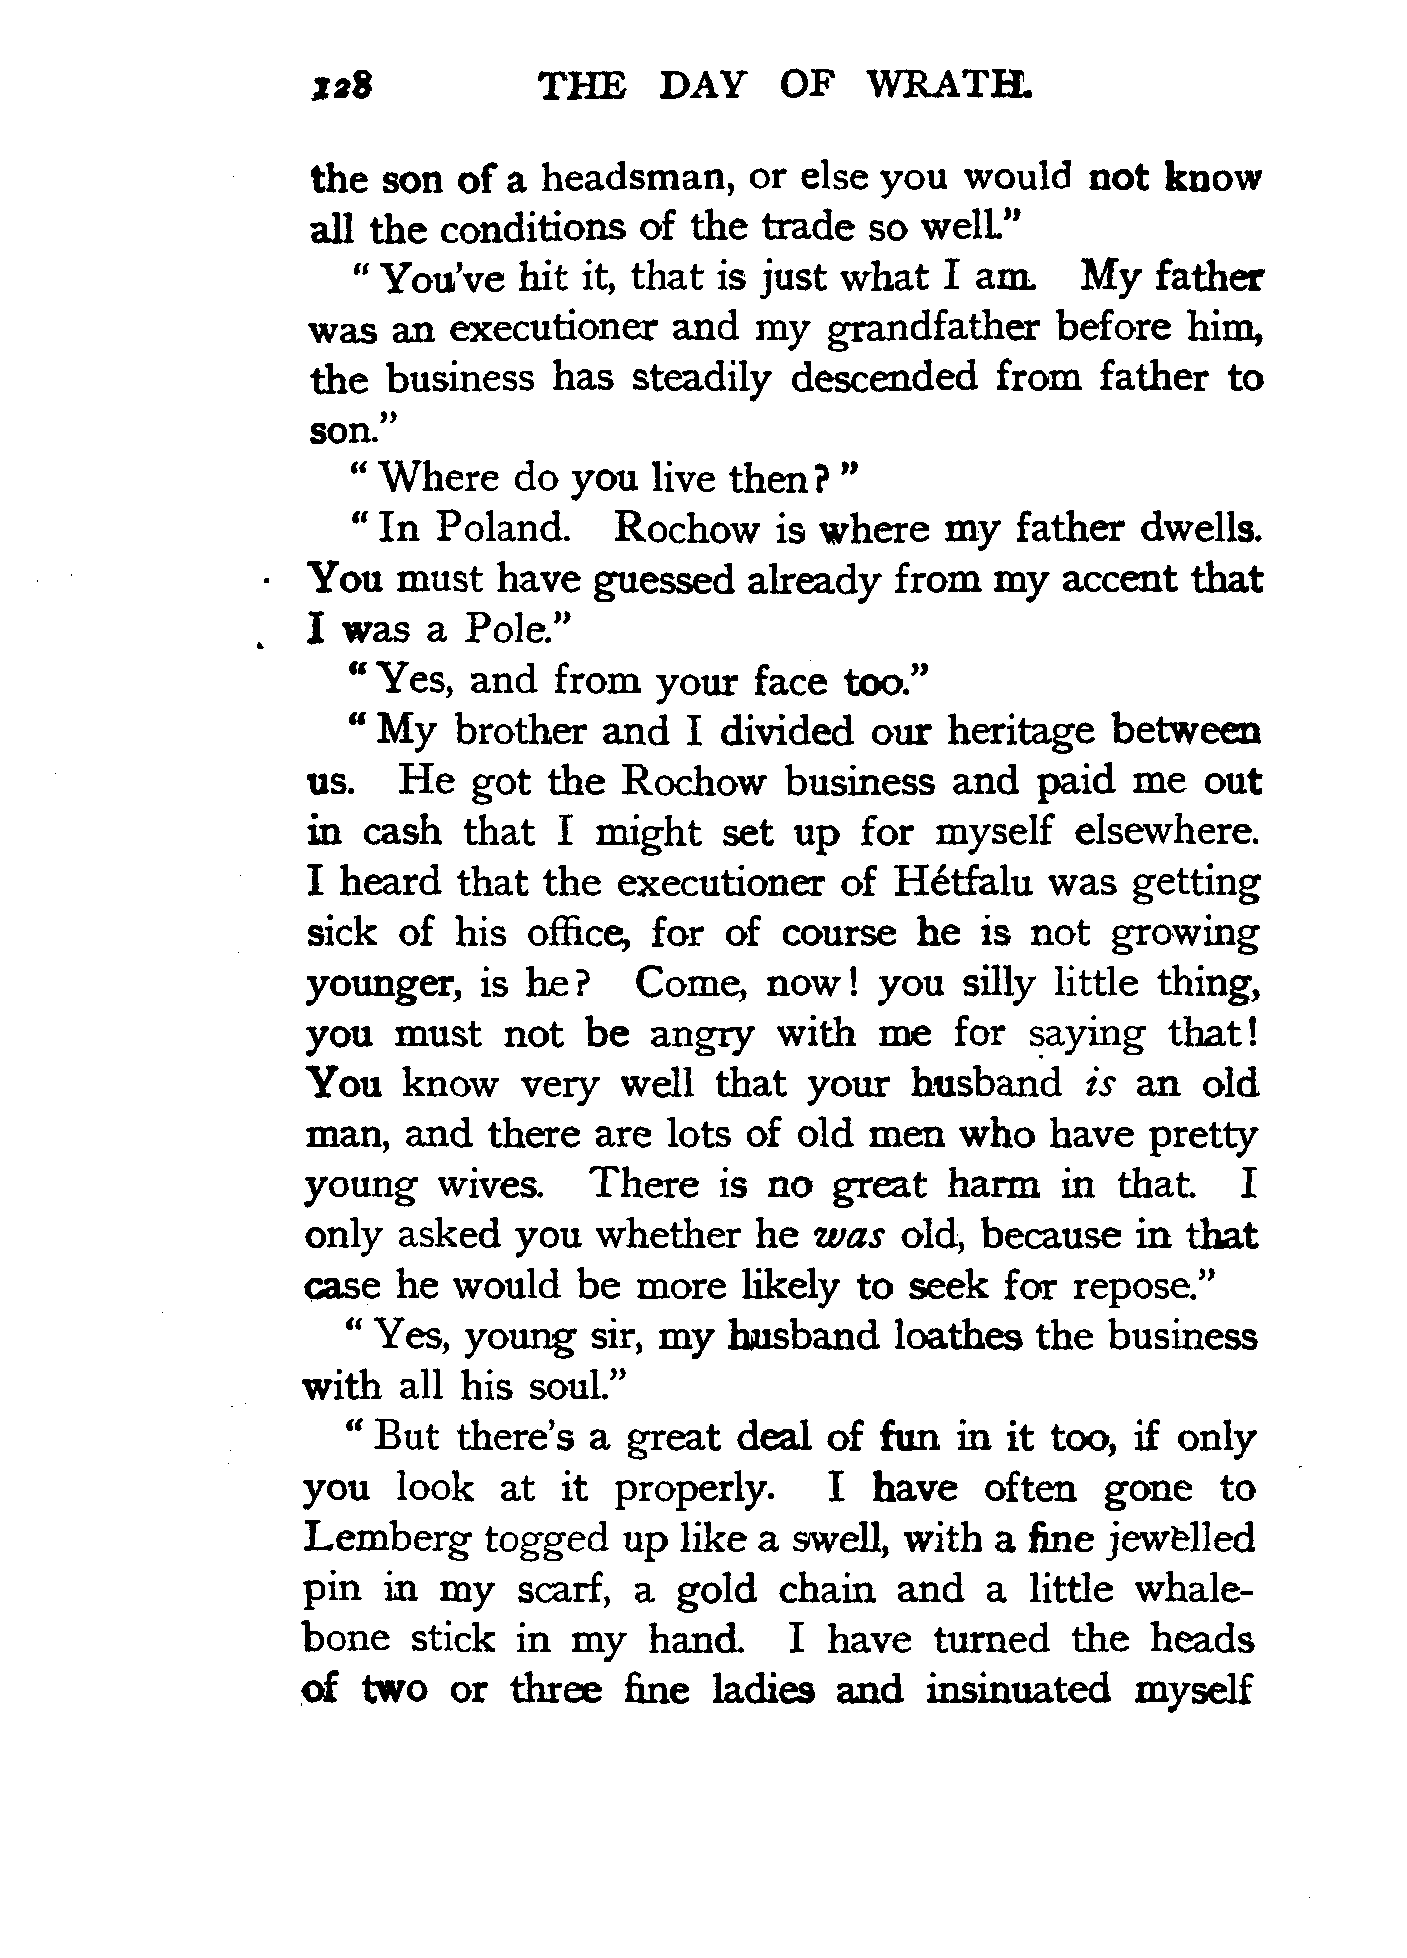 128 THE DAY OF WRATH.
the son of a headsman, or else you would not know
all the conditions of the trade so well."
"You've hit it, that is just what I am. My father
was an executioner and my grandfather before him,
the business has steadily descended from father to
son."
"Where do you live then?"
"In Poland. Rochow is where my father dwells.
You must have guessed already from my accent that
I was a Pole."
"Yes, and from your face too."
"My brother and I divided our heritage between
us. He got the Rochow business and paid me out
in cash that I might set up for myself elsewhere.
I heard that the executioner of Hétfalu was getting
sick of his office, for of course he is not growing
younger, is he? Come, now! you silly little thing,
you must not be angry with me for saying that!
You know very well that your husband is an old
man, and there are lots of old men who have pretty
young wives. There is no great harm in that. I
only asked you whether he was old, because in that
case he would be more likely to seek for repose."
"Yes, young sir, my husband loathes the business
with all his soul."
"But there's a great deal of fun in it too, if only
you look at it properly. I have often gone to
Lemberg togged up like a swell, with a fine jewelled
pin in my scarf, a gold chain and a little whale-
bone stick in my hand. I have turned the heads
of two or three fine ladies and insinuated myself